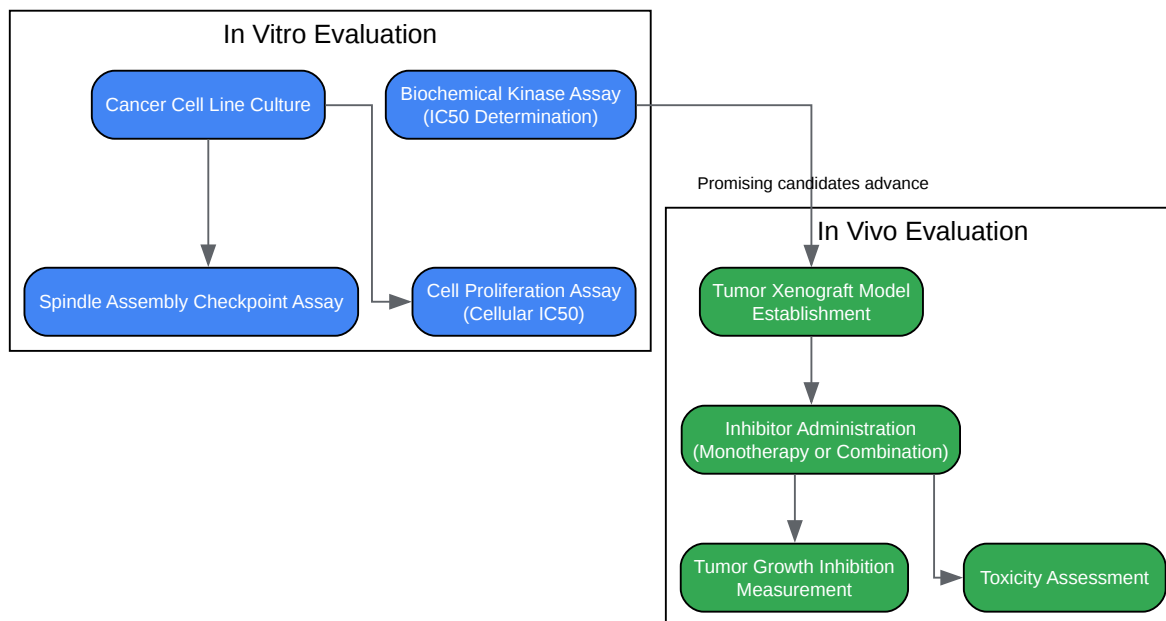 In Vitro Evaluation
Cancer Cell Line Culture
Biochemical Kinase Assay
(IC50 Determination)
Spindle Assembly Checkpoint Assay
Cell Proliferation Assay
(Cellular IC50)
Promising candidates advance
In Vivo Evaluation
Tumor Xenograft Model
Establishment
Inhibitor Administration
(Monotherapy or Combination)
Tumor Growth Inhibition
Measurement
Toxicity Assessment